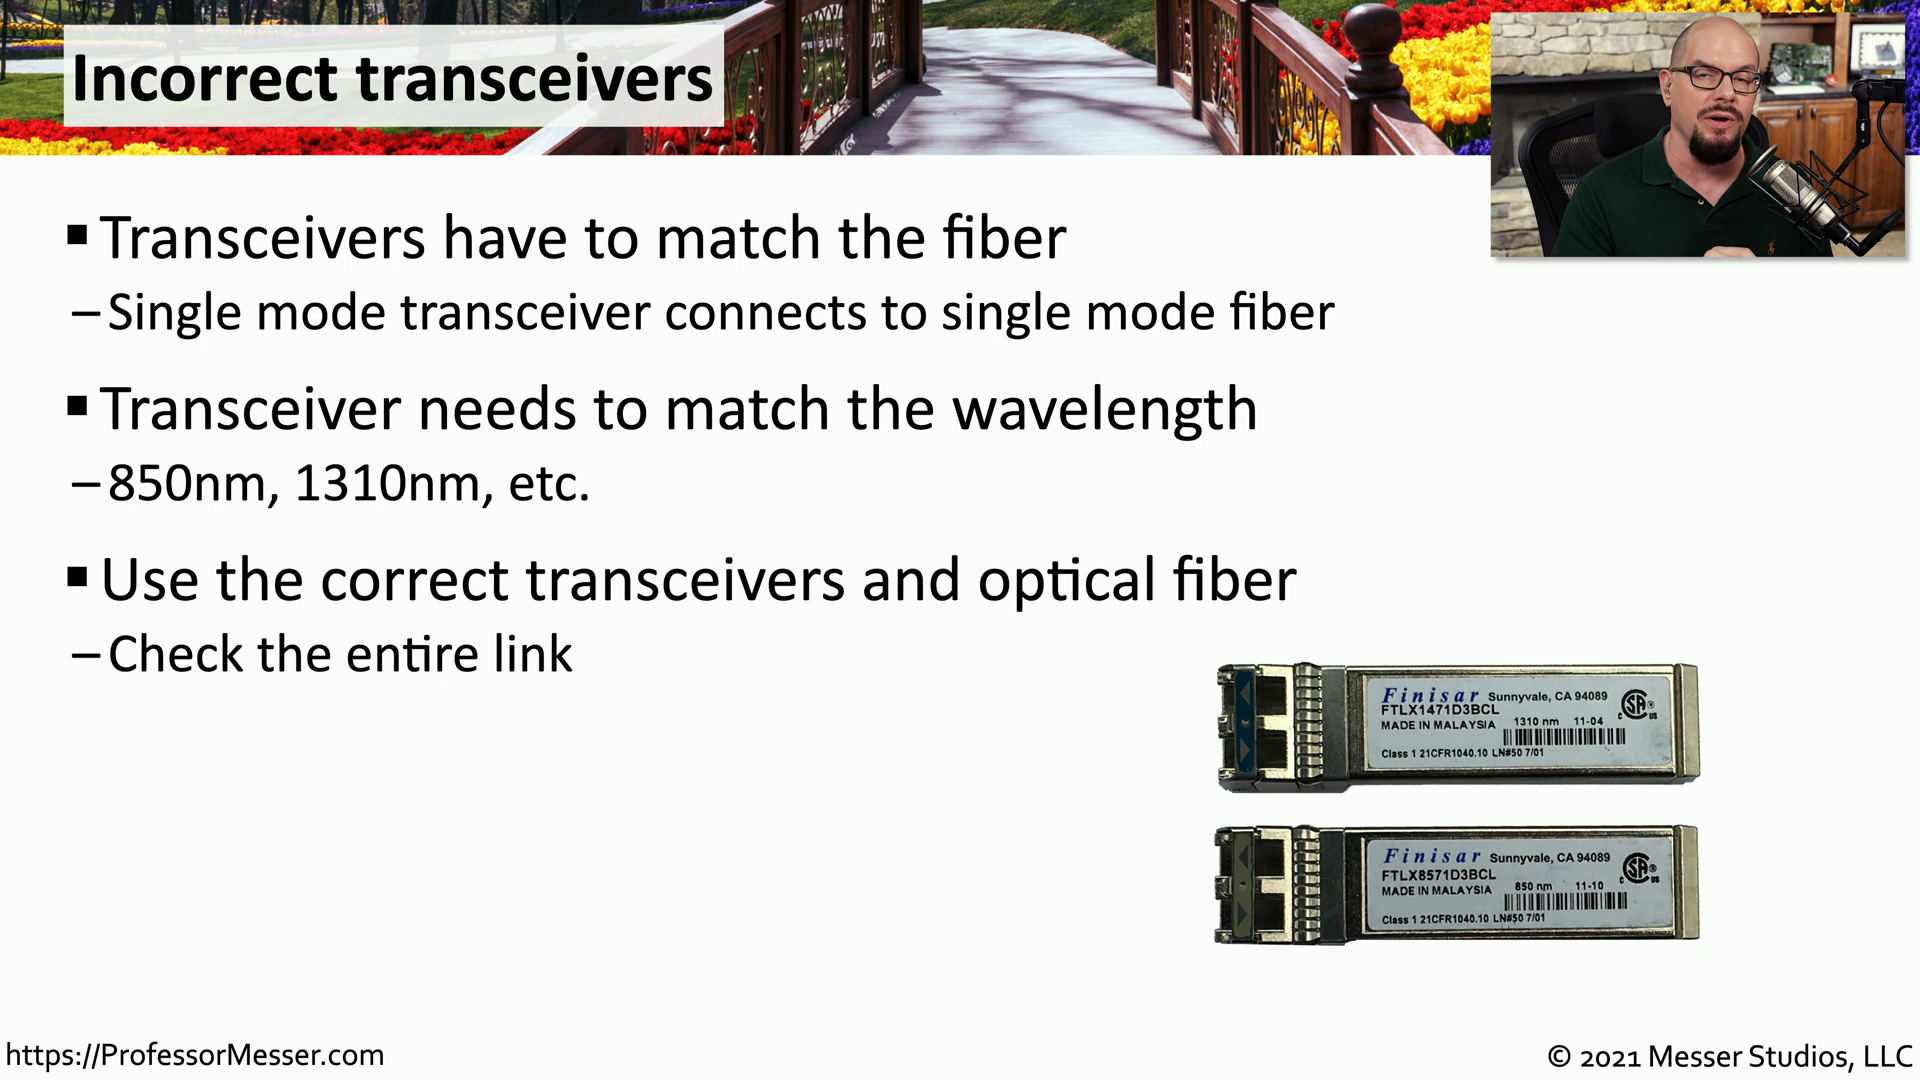 Incorrect transceivers
▪ Transceivers have to match the fiber
– Single mode transceiver connects to single mode fiber
▪ Transceiver needs to match the wavelength
– 850nm, 1310nm, etc.
▪ Use the correct transceivers and optical fiber
– Check the entire link
Finisar Sunnyvale, CA 94089
FTLX1471D3BCL
MADE IN MALAYSIA 1310 nm 11-04
Class 1 21CFR1040.10 LN#50 7/01
C SA ® US
Finisar Sunnyvale, CA 94089
FTLX8571D3BCL
MADE IN MALAYSIA 850 nm 11-10
Class 1 21CFR1040.10 LN#50 7/01
C SA ® US
https://ProfessorMesser.com
© 2021 Messer Studios, LLC